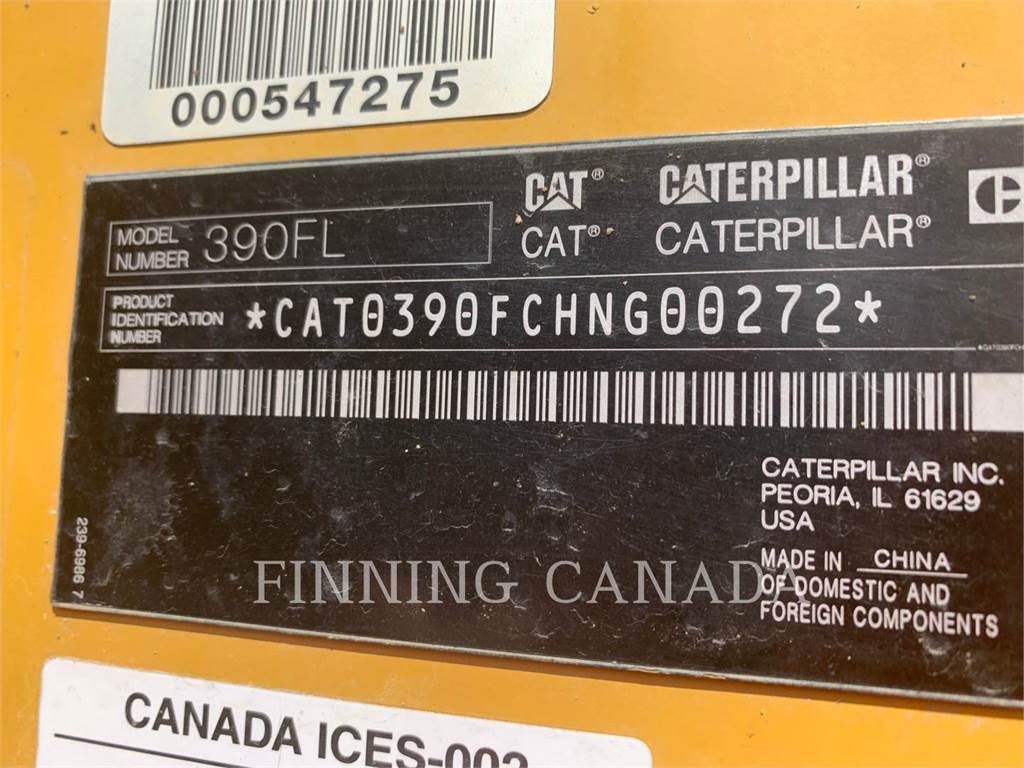 000547275
CAT® CATERPILLAR®
CAT® CATERPILLAR®
MODEL NUMBER 390FL
PRODUCT IDENTIFICATION NUMBER *CAT0390FCHNG00272*
*CAT0390FCH
CATERPILLAR INC.
PEORIA, IL 61629
USA
MADE IN CHINA
OF DOMESTIC AND
FOREIGN COMPONENTS
239-6986 7
FINNING CANADA
CANADA ICES-002